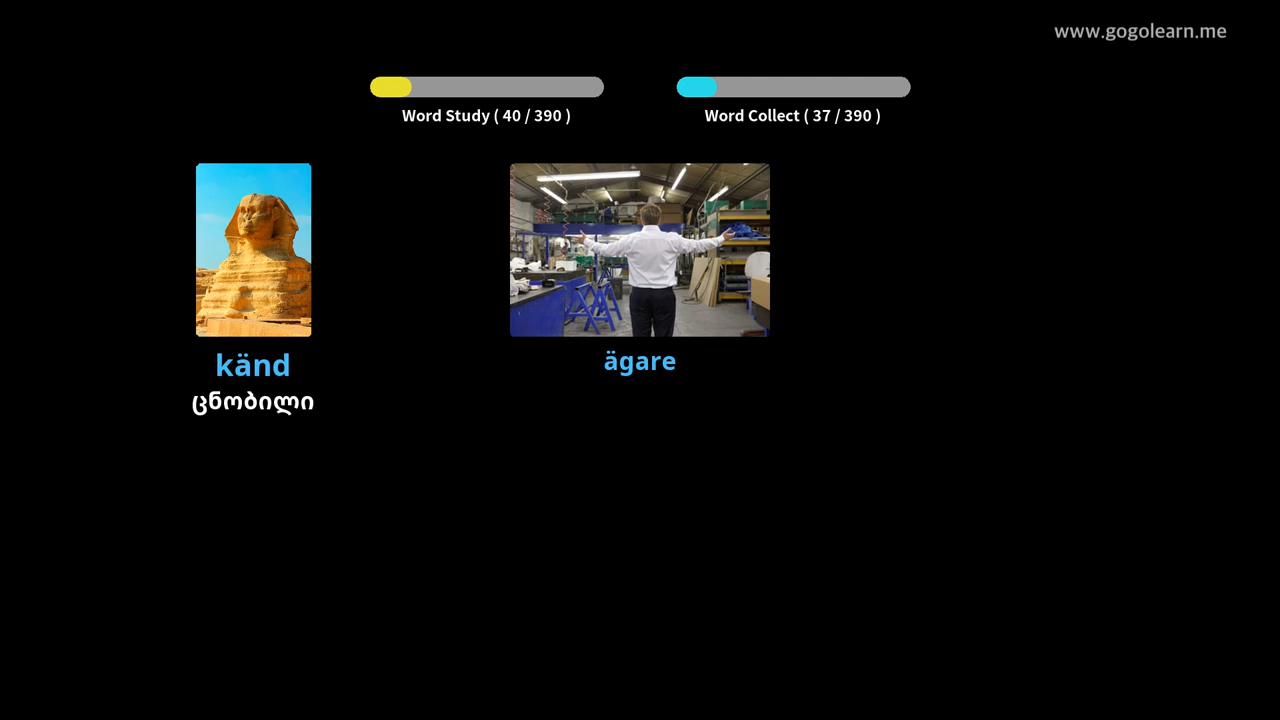 www.gogolearn.me
Word Study ( 40 / 390 )
Word Collect ( 37 / 390 )
känd
ცნობილი
ägare